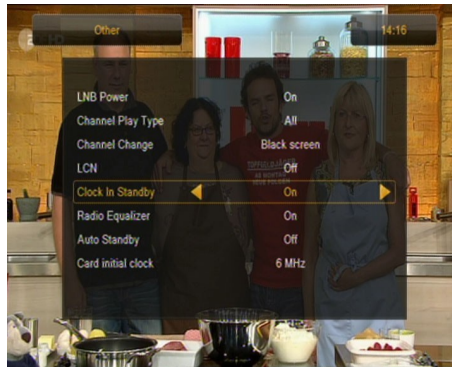 Other
14:16
LNB Power On
Channel Play Type All
Channel Change Black screen
LCN Off
Clock In Standby On
Radio Equalizer On
Auto Standby Off
Card initial clock 6 MHz